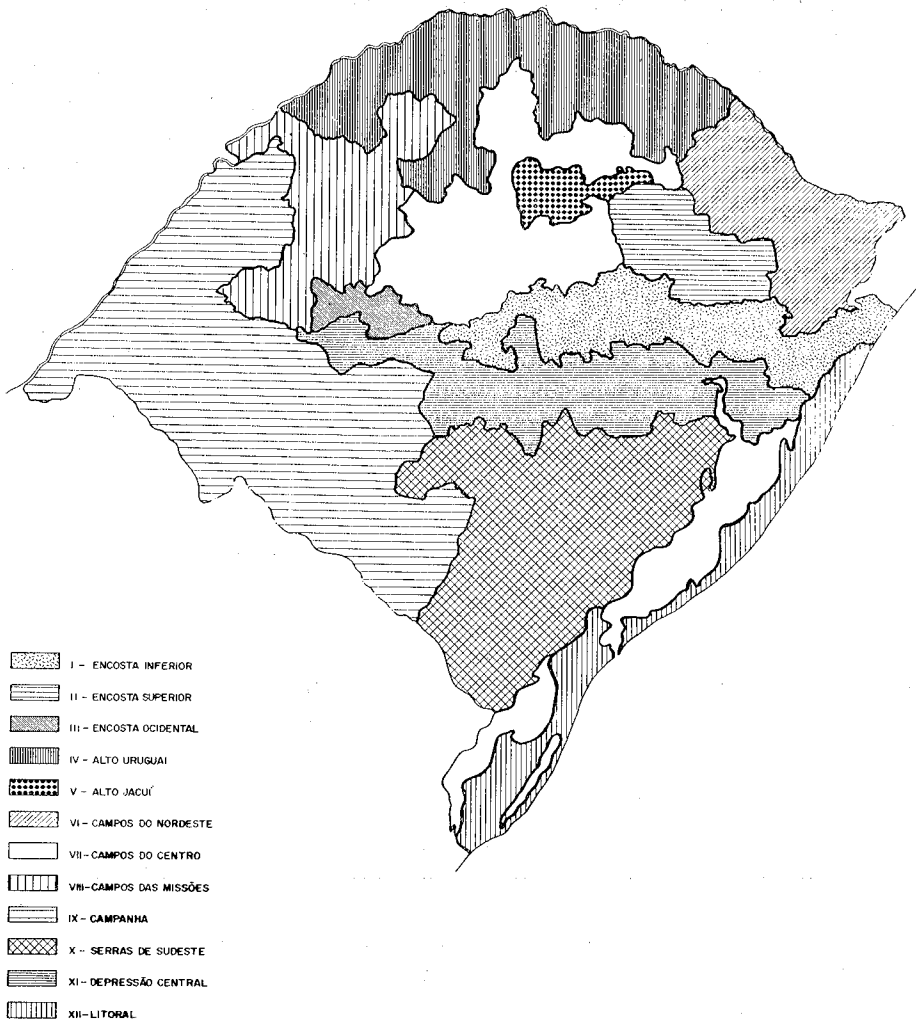 I - ENCOSTA INFERIOR
II - ENCOSTA SUPERIOR
III - ENCOSTA OCIDENTAL
IV - ALTO URUGUAI
V - ALTO JACUÍ
VI - CAMPOS DO NORDESTE
VII - CAMPOS DO CENTRO
VIII - CAMPOS DAS MISSÕES
IX - CAMPANHA
X - SERRAS DE SUDESTE
XI - DEPRESSÃO CENTRAL
XII - LITORAL